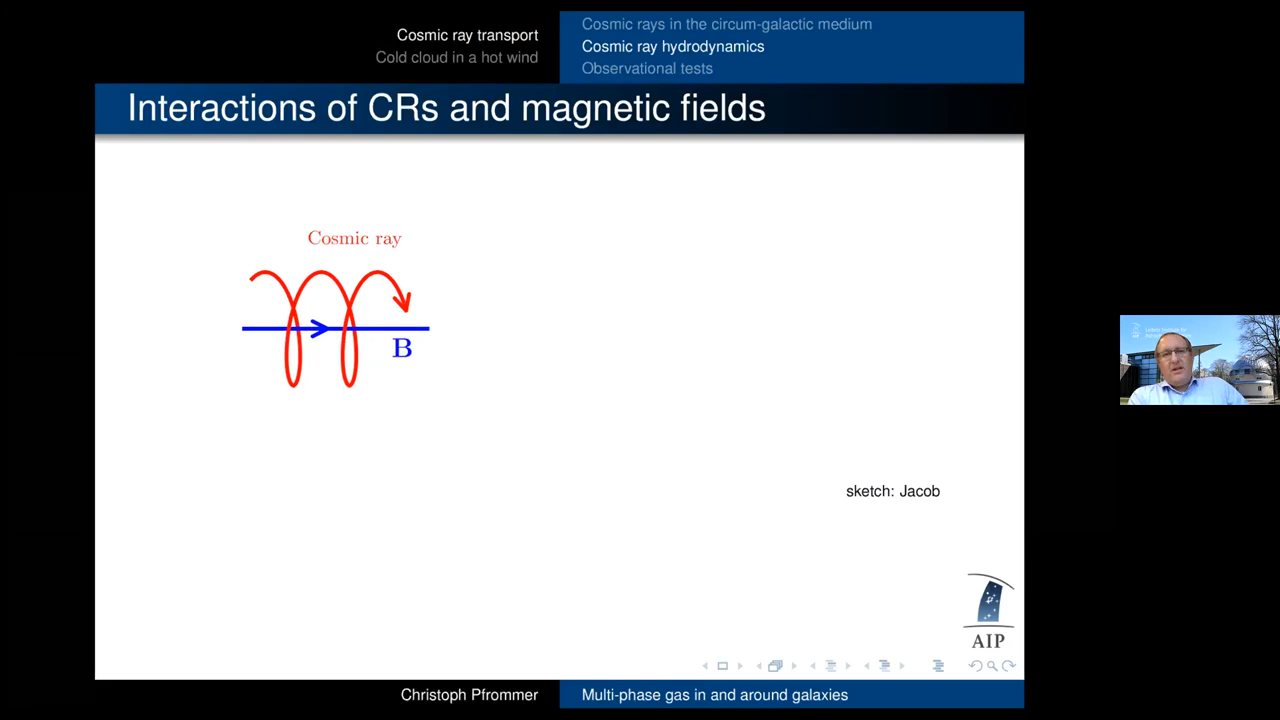 Cosmic ray transport
Cold cloud in a hot wind
Cosmic rays in the circum-galactic medium
Cosmic ray hydrodynamics
Observational tests
Interactions of CRs and magnetic fields
Cosmic ray
B
sketch: Jacob
AIP
Christoph Pfrommer
Multi-phase gas in and around galaxies